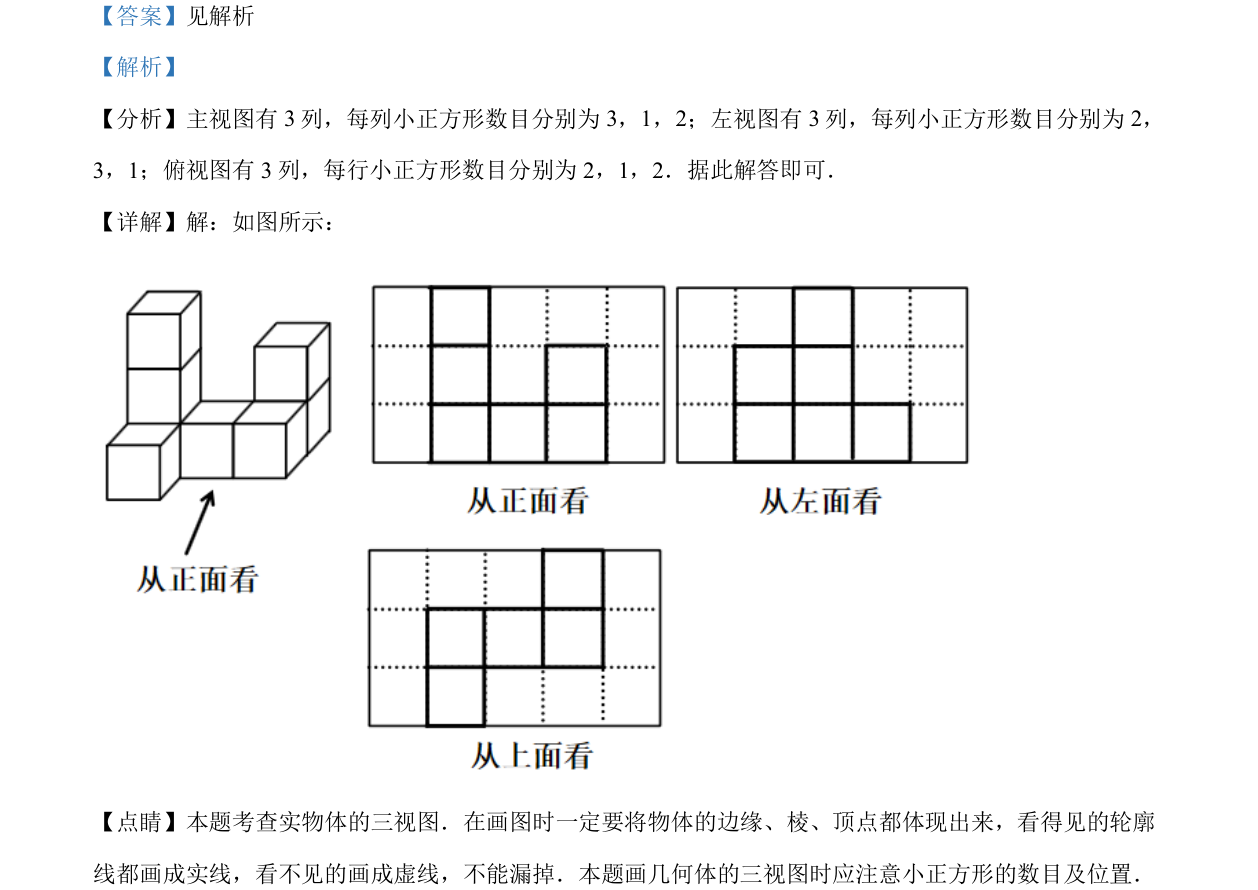 【答案】见解析
【解析】
【分析】主视图有 3 列，每列小正方形数目分别为 3，1，2；左视图有 3 列，每列小正方形数目分别为 2，
3，1；俯视图有 3 列，每行小正方形数目分别为 2，1，2．据此解答即可．
【详解】解：如图所示：
从正面看
从左面看
从正面看
从上面看
【点睛】本题考查实物体的三视图．在画图时一定要将物体的边缘、棱、顶点都体现出来，看得见的轮廓
线都画成实线，看不见的画成虚线，不能漏掉．本题画几何体的三视图时应注意小正方形的数目及位置．